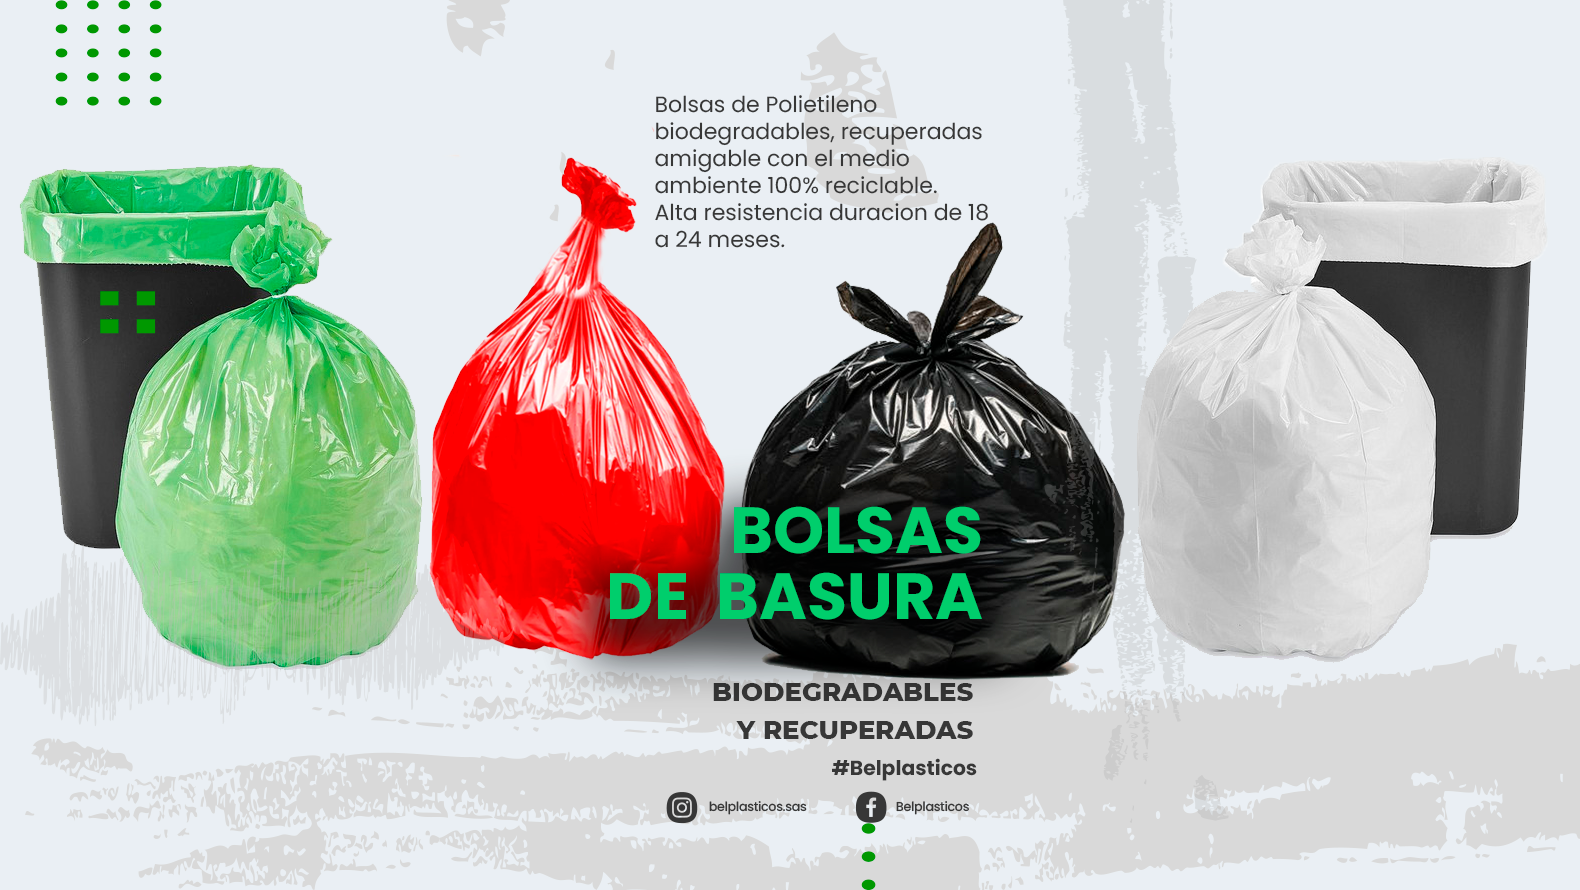 Bolsas de Polietileno
biodegradables, recuperadas
amigable con el medio
ambiente 100% reciclable.
Alta resistencia duracion de 18
a 24 meses.
BOLSAS
DE BASURA
BIODEGRADABLES
Y RECUPERADAS
#Belplasticos
belplasticos.sas
Belplasticos